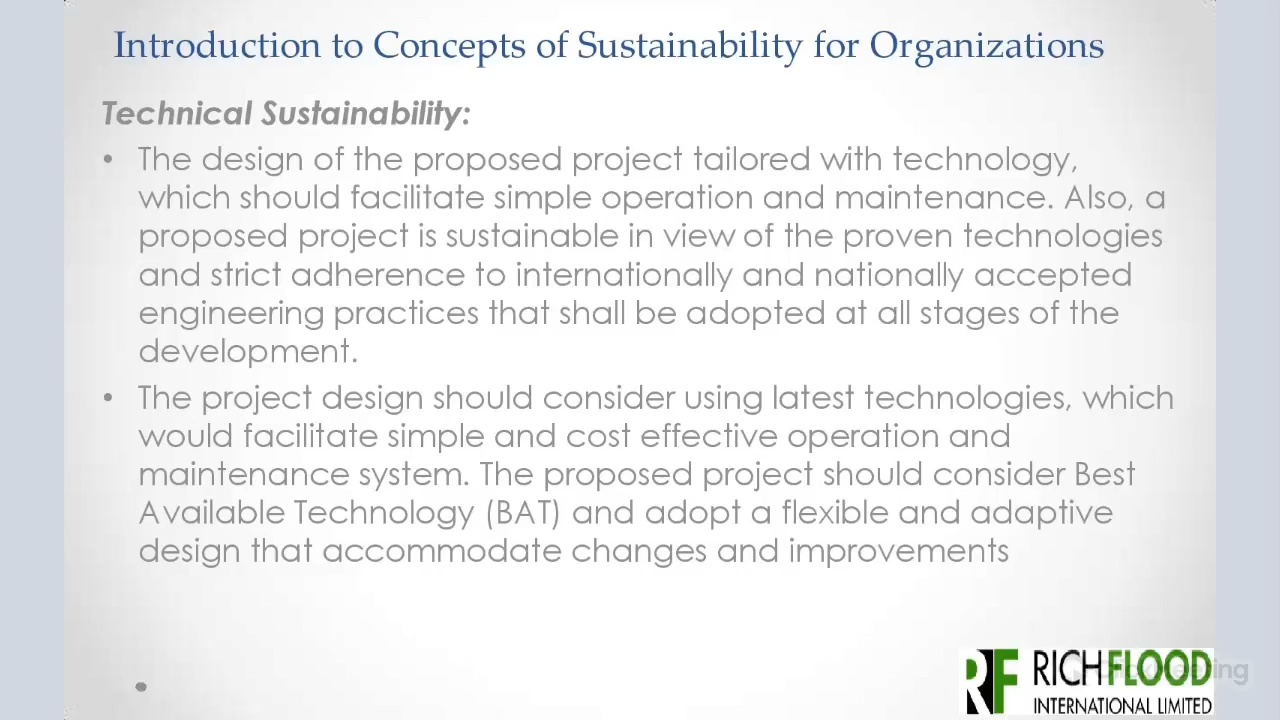 Introduction to Concepts of Sustainability for Organizations
Technical Sustainability:
• The design of the proposed project tailored with technology,
which should facilitate simple operation and maintenance. Also, a
proposed project is sustainable in view of the proven technologies
and strict adherence to internationally and nationally accepted
engineering practices that shall be adopted at all stages of the
development.
• The project design should consider using latest technologies, which
would facilitate simple and cost effective operation and
maintenance system. The proposed project should consider Best
Available Technology (BAT) and adopt a flexible and adaptive
design that accommodate changes and improvements
RF RICHFLOOD
INTERNATIONAL LIMITED